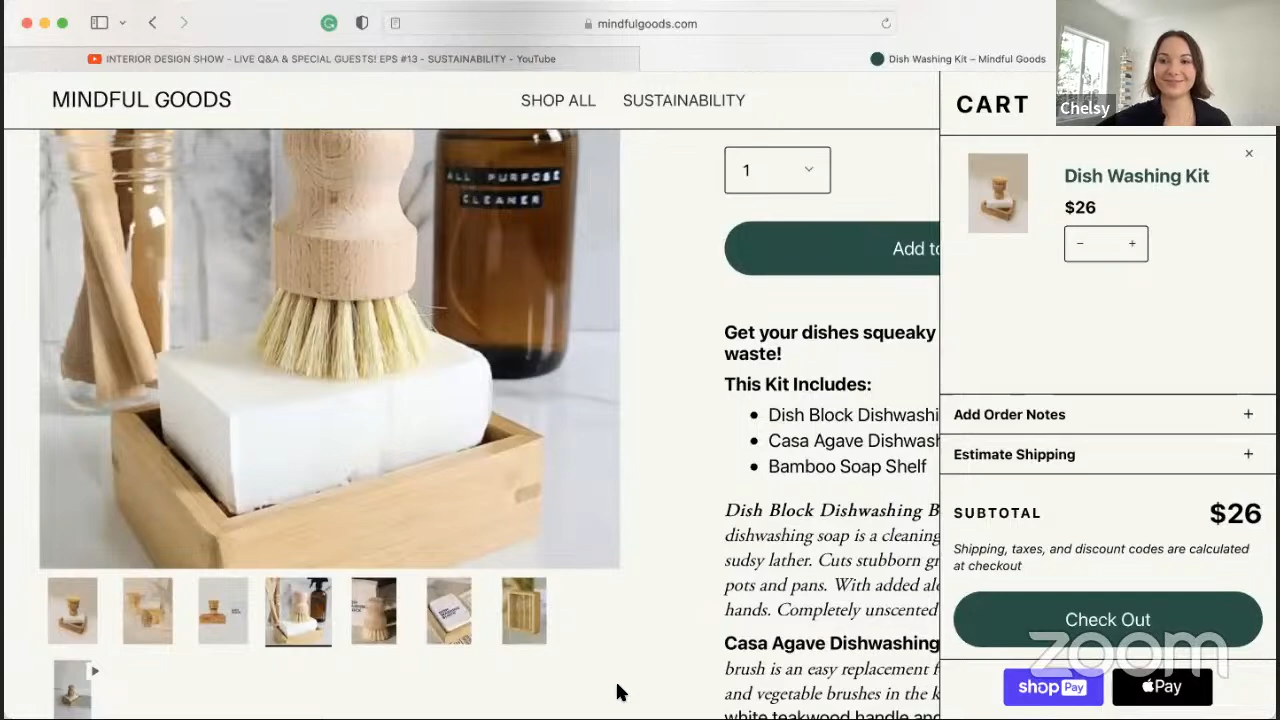 mindfulgoods.com
INTERIOR DESIGN SHOW - LIVE Q&A & SPECIAL GUESTS! EPS #13 - SUSTAINABILITY - YouTube
Dish Washing Kit – Mindful Goods
Chelsy
MINDFUL GOODS
SHOP ALL
SUSTAINABILITY
CART
ALL PURPOSE
CLEANER
1
Add to
Get your dishes squeaky
waste!
This Kit Includes:
Dish Block Dishwashi
Casa Agave Dishwash
Bamboo Soap Shelf
Dish Block Dishwashing B
dishwashing soap is a cleaning
sudsy lather. Cuts stubborn gr
pots and pans. With added alo
hands. Completely unscented
Casa Agave Dishwashing
brush is an easy replacement f
and vegetable brushes in the k
white teakwood handle and
Dish Washing Kit
$26
− +
Add Order Notes +
Estimate Shipping +
SUBTOTAL $26
Shipping, taxes, and discount codes are calculated
at checkout
Check Out
zoom
shop Pay
Pay